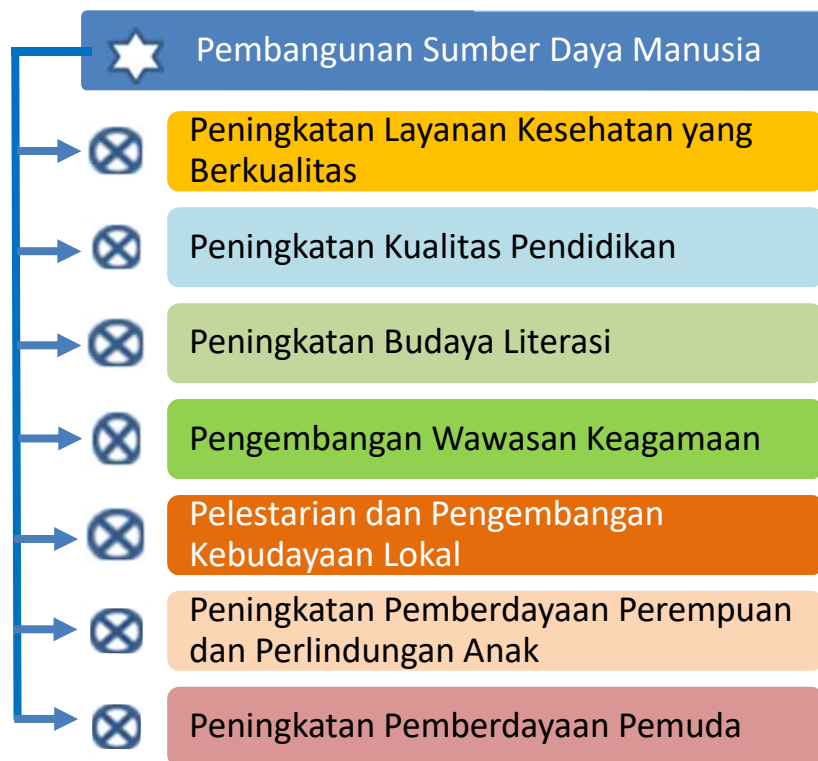 Pembangunan Sumber Daya Manusia
Peningkatan Layanan Kesehatan yang
Berkualitas
Peningkatan Kualitas Pendidikan
Peningkatan Budaya Literasi
Pengembangan Wawasan Keagamaan
Pelestarian dan Pengembangan
Kebudayaan Lokal
Peningkatan Pemberdayaan Perempuan
dan Perlindungan Anak
Peningkatan Pemberdayaan Pemuda